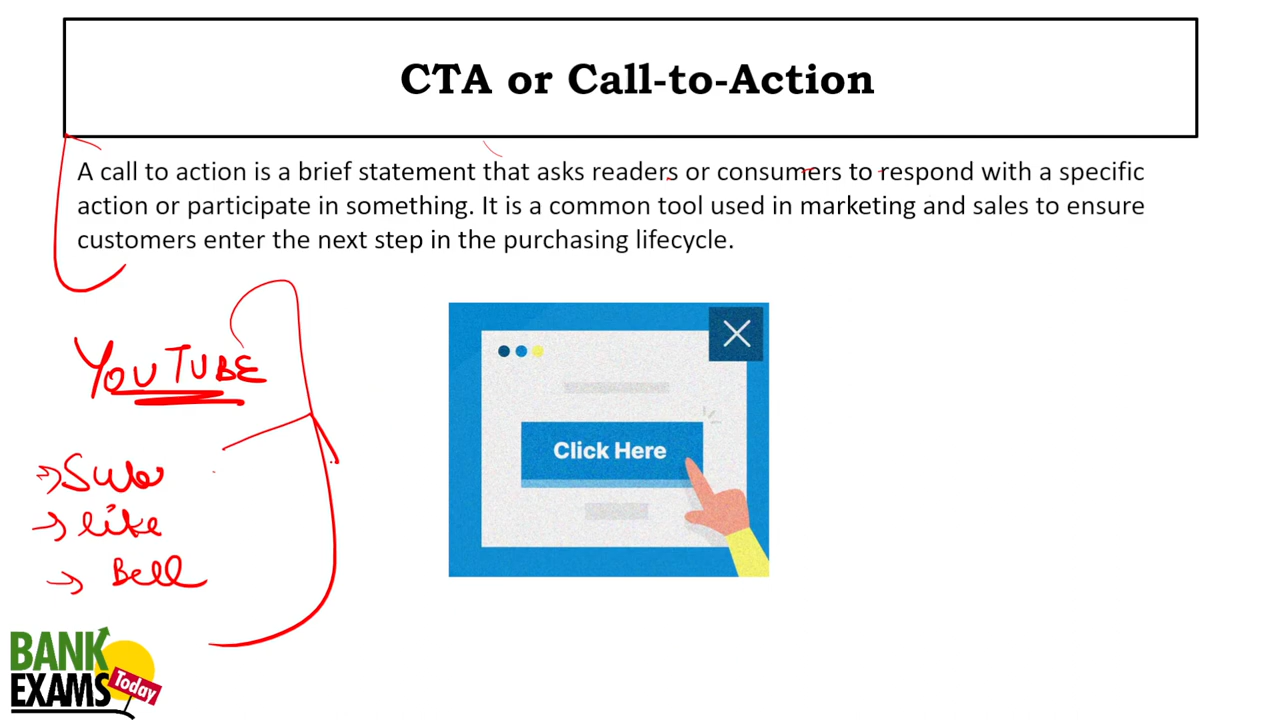 CTA or Call-to-Action
A call to action is a brief statement that asks readers or consumers to respond with a specific
action or participate in something. It is a common tool used in marketing and sales to ensure
customers enter the next step in the purchasing lifecycle.
YOUTUBE
→ Sub
→ like
→ Bell
Click Here
BANK
EXAMS Today